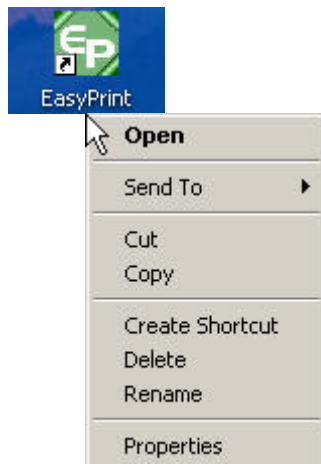 EP
EasyPrint
Open
Send To
Cut
Copy
Create Shortcut
Delete
Rename
Properties